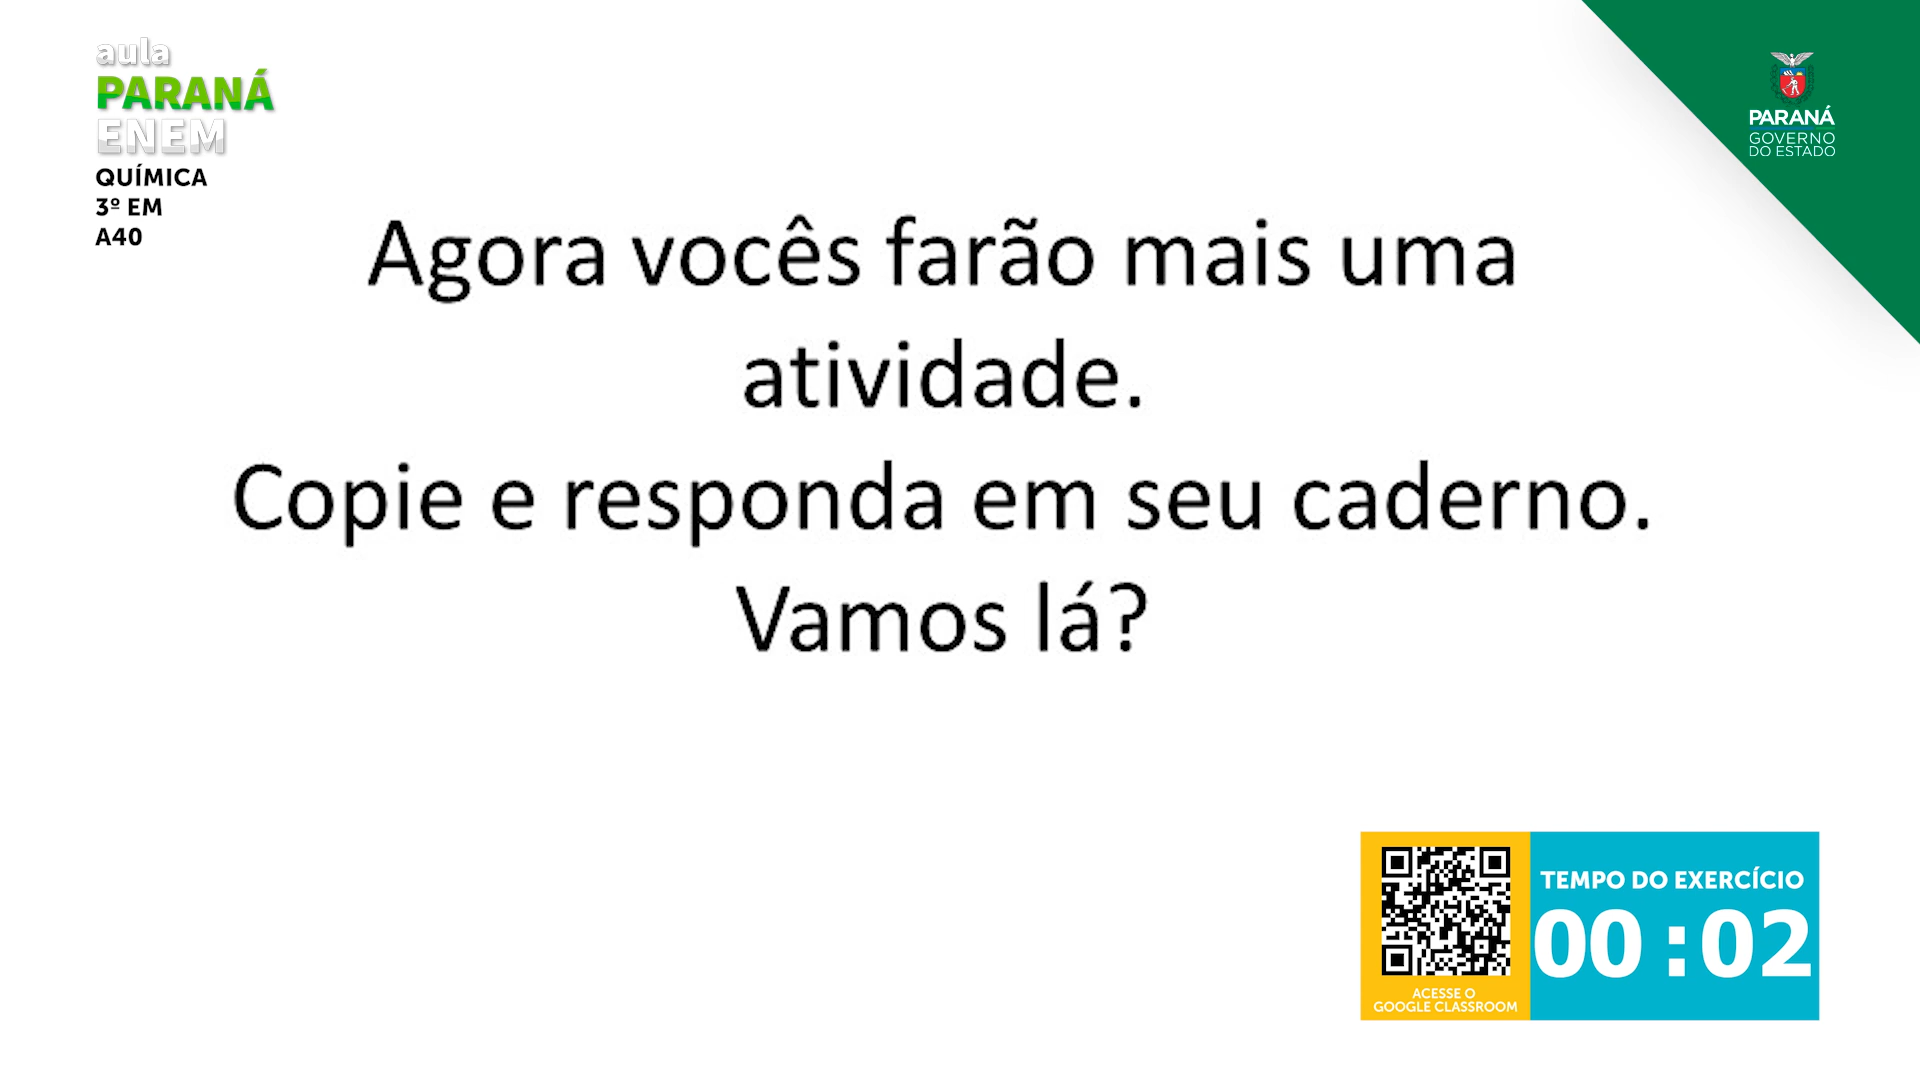 aula
PARANÁ
ENEM
QUÍMICA
3º EM
A40
PARANÁ
GOVERNO
DO ESTADO
Agora vocês farão mais uma
atividade.
Copie e responda em seu caderno.
Vamos lá?
TEMPO DO EXERCÍCIO
00:02
ACESSE O
GOOGLE CLASSROOM